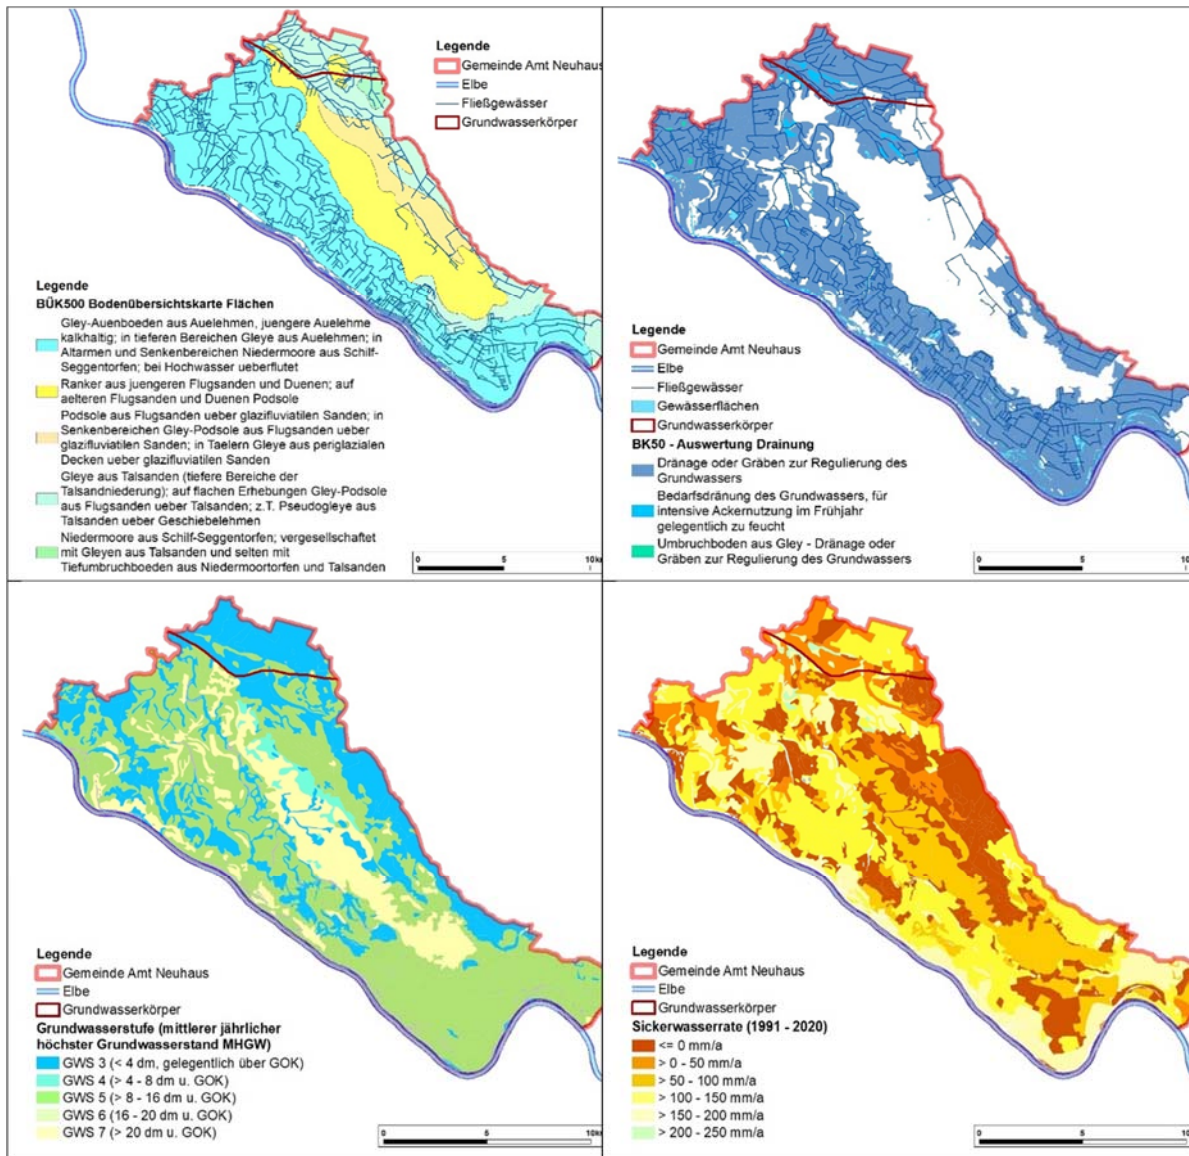 Legende
Gemeinde Amt Neuhaus
Elbe
Fließgewässer
Grundwasserkörper
Legende
BÜK500 Bodenübersichtskarte Flächen
Gley-Auenboeden aus Auelehmen, juengere Auelehme
kalkhaltig; in tieferen Bereichen Gleye aus Auelehmen; in
Altarmen und Senkenbereichen Niedermoore aus Schilf-
Seggentorfen; bei Hochwasser ueberflutet
Ranker aus juengeren Flugsanden und Duenen; auf
aelteren Flugsanden und Duenen Podsole
Podsole aus Flugsanden ueber glazifluviatilen Sanden; in
Senkenbereichen Gley-Podsole aus Flugsanden ueber
glazifluviatilen Sanden; in Taelern Gleye aus periglazialen
Decken ueber glazifluviatilen Sanden
Gleye aus Talsanden (tiefere Bereiche der
Talsandniederung); auf flachen Erhebungen Gley-Podsole
aus Flugsanden ueber Talsanden; z.T. Pseudogleye aus
Talsanden ueber Geschiebelehmen
Niedermoore aus Schilf-Seggentorfen; vergesellschaftet
mit Gleyen aus Talsanden und selten mit
Tiefumbruchboeden aus Niedermoortorfen und Talsanden
0 5 10km
Legende
Gemeinde Amt Neuhaus
Elbe
Fließgewässer
Gewässerflächen
Grundwasserkörper
BK50 - Auswertung Drainung
Dränage oder Gräben zur Regulierung des
Grundwassers
Bedarfsdränung des Grundwassers, für
intensive Ackernutzung im Frühjahr
gelegentlich zu feucht
Umbruchboden aus Gley - Dränage oder
Gräben zur Regulierung des Grundwassers
0 5 10
Legende
Gemeinde Amt Neuhaus
Elbe
Grundwasserkörper
Grundwasserstufe (mittlerer jährlicher
höchster Grundwasserstand MHGW)
GWS 3 (< 4 dm, gelegentlich über GOK)
GWS 4 (> 4 - 8 dm u. GOK)
GWS 5 (> 8 - 16 dm u. GOK)
GWS 6 (16 - 20 dm u. GOK)
GWS 7 (> 20 dm u. GOK)
0 5 10km
Legende
Gemeinde Amt Neuhaus
Elbe
Grundwasserkörper
Sickerwasserrate (1991 - 2020)
<= 0 mm/a
> 0 - 50 mm/a
> 50 - 100 mm/a
> 100 - 150 mm/a
> 150 - 200 mm/a
> 200 - 250 mm/a
0 5 10